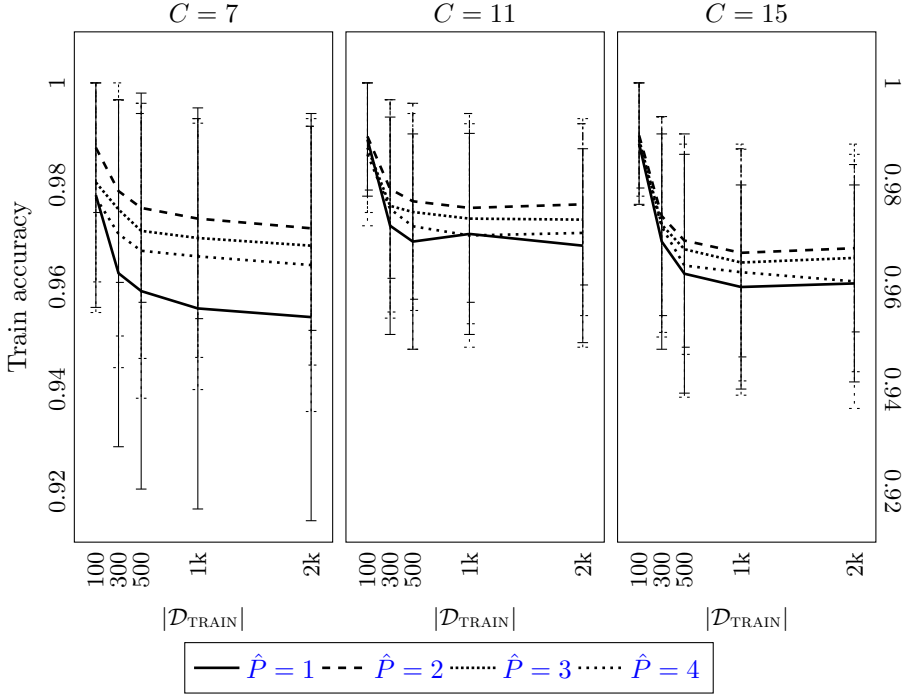 C = 7
C = 11
C = 15
Train accuracy
1
0.98
0.96
0.94
0.92
1
0.98
0.96
0.94
0.92
100
300
500
1k
2k
100
300
500
1k
2k
100
300
500
1k
2k
|𝒟TRAIN|
|𝒟TRAIN|
|𝒟TRAIN|
P̂ = 1 P̂ = 2 P̂ = 3 P̂ = 4